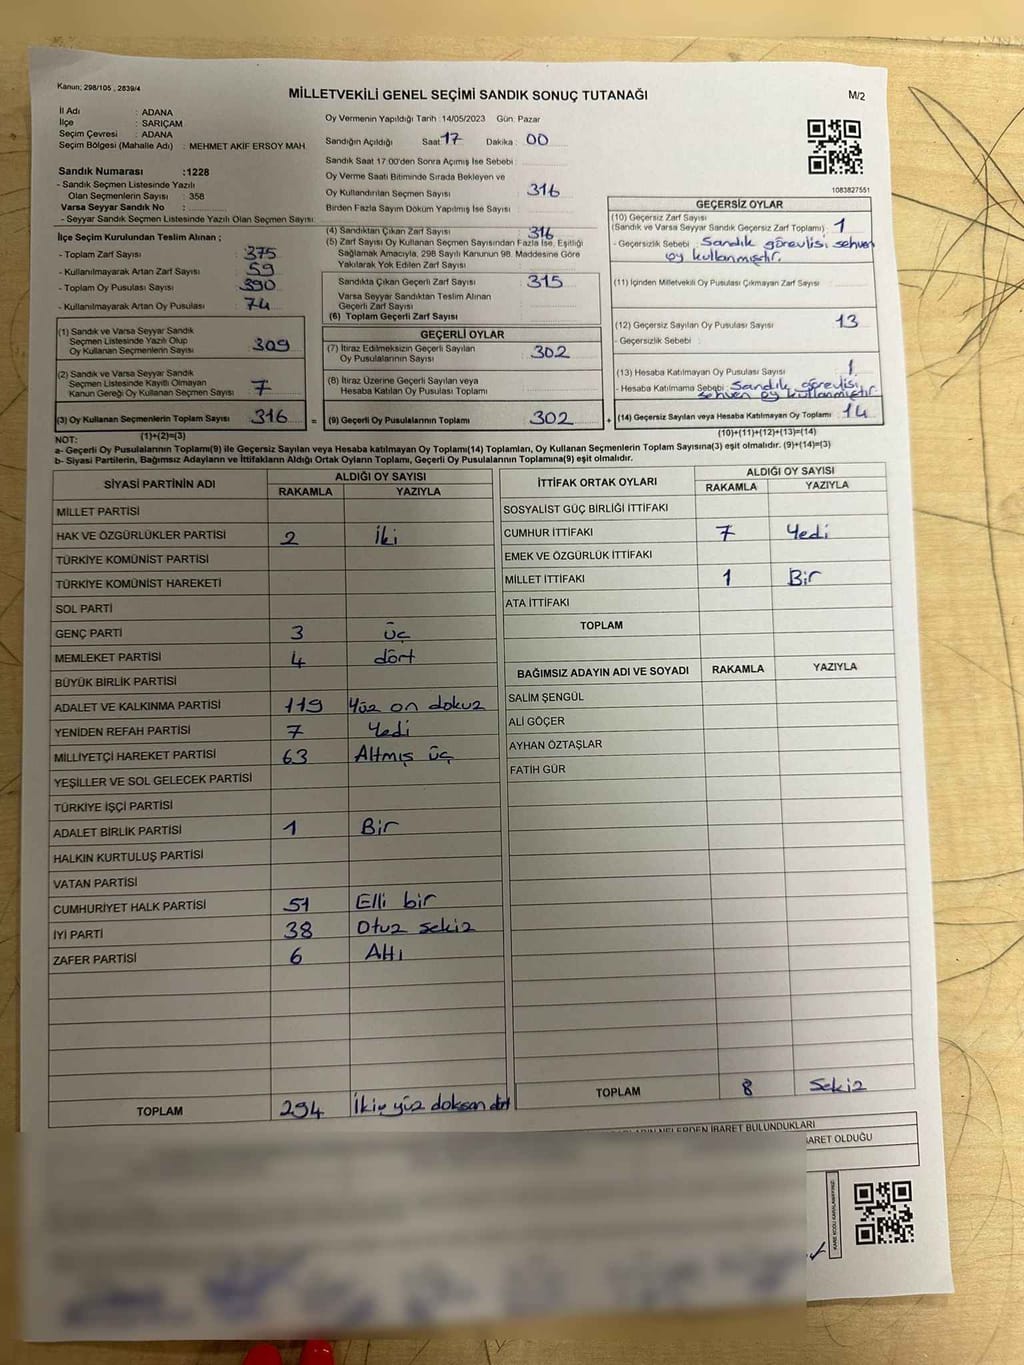 Kanun; 298/105 , 2839/4
MİLLETVEKİLİ GENEL SEÇİMİ SANDIK SONUÇ TUTANAĞI
M/2
İl Adı : ADANA
İlçe : SARIÇAM
Seçim Çevresi : ADANA
Seçim Bölgesi (Mahalle Adı) : MEHMET AKİF ERSOY MAH
Sandık Numarası :1228
- Sandık Seçmen Listesinde Yazılı
Olan Seçmenlerin Sayısı : 358
Varsa Seyyar Sandık No :
- Seyyar Sandık Seçmen Listesinde Yazılı Olan Seçmen Sayısı:
Oy Vermenin Yapıldığı Tarih :14/05/2023 Gün: Pazar
Sandığın Açıldığı Saat 17 Dakika : 00
Sandık Saat 17:00'den Sonra Açılmış İse Sebebi :
Oy Verme Saati Bitiminde Sırada Bekleyen ve
Oy Kullandırılan Seçmen Sayısı 316
Birden Fazla Sayım Döküm Yapılmış İse Sayısı :
1083827551
İlçe Seçim Kurulundan Teslim Alınan ;
- Toplam Zarf Sayısı : 375
- Kullanılmayarak Artan Zarf Sayısı : 59
- Toplam Oy Pusulası Sayısı : 390
- Kullanılmayarak Artan Oy Pusulası : 74
(4) Sandıktan Çıkan Zarf Sayısı : 316
(5) Zarf Sayısı Oy Kullanan Seçmen Sayısından Fazla İse, Eşitliği
Sağlamak Amacıyla, 298 Sayılı Kanunun 98. Maddesine Göre
Yakılarak Yok Edilen Zarf Sayısı :
Sandıkta Çıkan Geçerli Zarf Sayısı : 315
Varsa Seyyar Sandıktan Teslim Alınan
Geçerli Zarf Sayısı
(6) Toplam Geçerli Zarf Sayısı :
GEÇERSİZ OYLAR
(10) Geçersiz Zarf Sayısı
(Sandık ve Varsa Seyyar Sandık Geçersiz Zarf Toplamı) : 1
- Geçersizlik Sebebi : Sandık görevlisi sehven
oy kullanmıştır.
(11) İçinden Milletvekili Oy Pusulası Çıkmayan Zarf Sayısı :
(12) Geçersiz Sayılan Oy Pusulası Sayısı : 13
- Geçersizlik Sebebi :
(13) Hesaba Katılmayan Oy Pusulası Sayısı : 1
- Hesaba Katılmama Sebebi: Sandık görevlisi
sehven oy kullanmıştır
(14) Geçersiz Sayılan veya Hesaba Katılmayan Oy Toplamı : 14
(10)+(11)+(12)+(13)=(14)
(1) Sandık ve Varsa Seyyar Sandık
Seçmen Listesinde Yazılı Olup
Oy Kullanan Seçmenlerin Sayısı : 309
(2) Sandık ve Varsa Seyyar Sandık
Seçmen Listesinde Kayıtlı Olmayan
Kanun Gereği Oy Kullanan Seçmen Sayısı : 7
(3) Oy Kullanan Seçmenlerin Toplam Sayısı : 316
(1)+(2)=(3)
GEÇERLİ OYLAR
(7) İtiraz Edilmeksizin Geçerli Sayılan
Oy Pusulalarının Sayısı : 302
(8) İtiraz Üzerine Geçerli Sayılan veya
Hesaba Katılan Oy Pusulası Toplamı :
= (9) Geçerli Oy Pusulalarının Toplamı : 302 +
NOT:
a- Geçerli Oy Pusulalarının Toplamı(9) ile Geçersiz Sayılan veya Hesaba katılmayan Oy Toplamı(14) Toplamları, Oy Kullanan Seçmenlerin Toplam Sayısına(3) eşit olmalıdır. (9)+(14)=(3)
b- Siyasi Partilerin, Bağımsız Adayların ve İttifakların Aldığı Ortak Oyların Toplamı, Geçerli Oy Pusulalarının Toplamına(9) eşit olmalıdır.
SİYASİ PARTİNİN ADI ALDIĞI OY SAYISI
RAKAMLA YAZIYLA
MİLLET PARTİSİ
HAK VE ÖZGÜRLÜKLER PARTİSİ 2 İki
TÜRKİYE KOMÜNİST PARTİSİ
TÜRKİYE KOMÜNİST HAREKETİ
SOL PARTİ
GENÇ PARTİ 3 üç
MEMLEKET PARTİSİ 4 dört
BÜYÜK BİRLİK PARTİSİ
ADALET VE KALKINMA PARTİSİ 119 Yüz on dokuz
YENİDEN REFAH PARTİSİ 7 Yedi
MİLLİYETÇİ HAREKET PARTİSİ 63 Altmış üç
YEŞİLLER VE SOL GELECEK PARTİSİ
TÜRKİYE İŞÇİ PARTİSİ
ADALET BİRLİK PARTİSİ 1 Bir
HALKIN KURTULUŞ PARTİSİ
VATAN PARTİSİ
CUMHURİYET HALK PARTİSİ 51 Elli bir
İYİ PARTİ 38 Otuz sekiz
ZAFER PARTİSİ 6 Altı
TOPLAM 294 İki yüz doksan dört
İTTİFAK ORTAK OYLARI ALDIĞI OY SAYISI
RAKAMLA YAZIYLA
SOSYALIST GÜÇ BİRLİĞİ İTTİFAKI
CUMHUR İTTİFAKI 7 Yedi
EMEK VE ÖZGÜRLÜK İTTİFAKI
MİLLET İTTİFAKI 1 Bir
ATA İTTİFAKI
TOPLAM
BAĞIMSIZ ADAYIN ADI VE SOYADI RAKAMLA YAZIYLA
SALİM ŞENGÜL
ALİ GÖÇER
AYHAN ÖZTAŞLAR
FATİH GÜR
TOPLAM 8 Sekiz
NELERDEN İBARET BULUNDUKLARI
İBARET OLDUĞU